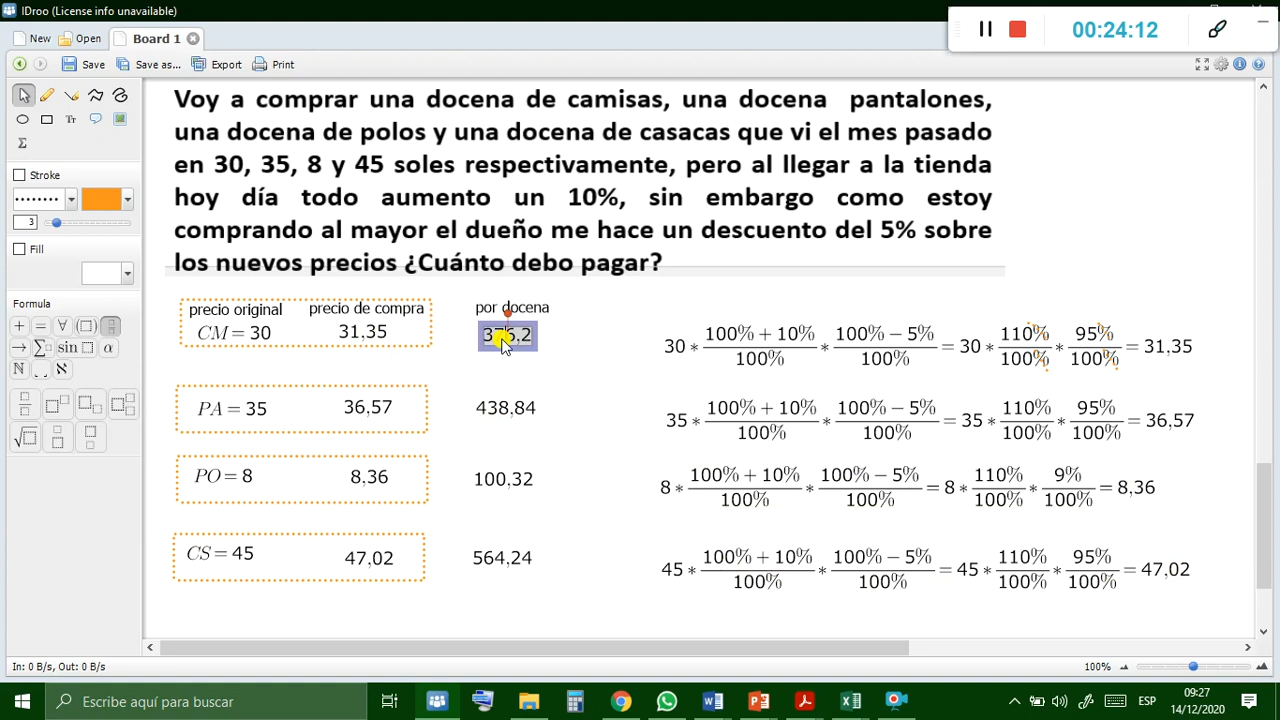 IDroo (License info unavailable)
00:24:12
New Open Board 1
Save Save as... Export Print
Voy a comprar una docena de camisas, una docena pantalones,
una docena de polos y una docena de casacas que vi el mes pasado
en 30, 35, 8 y 45 soles respectivamente, pero al llegar a la tienda
hoy día todo aumento un 10%, sin embargo como estoy
comprando al mayor el dueño me hace un descuento del 5% sobre
los nuevos precios ¿Cuánto debo pagar?
Stroke
3
Fill
Formula
precio original precio de compra por docena
CM = 30 31,35
30 * (100% + 10%)/100% * (100% − 5%)/100% = 30 * 110%/100% * 95%/100% = 31,35
PA = 35 36,57 438,84
35 * (100% + 10%)/100% * (100% − 5%)/100% = 35 * 110%/100% * 95%/100% = 36,57
PO = 8 8,36 100,32
8 * (100% + 10%)/100% * (100% − 5%)/100% = 8 * 110%/100% * 9%/100% = 8,36
CS = 45 47,02 564,24
45 * (100% + 10%)/100% * (100% − 5%)/100% = 45 * 110%/100% * 95%/100% = 47,02
In: 0 B/s, Out: 0 B/s
100%
Escribe aquí para buscar
ESP
09:27
14/12/2020